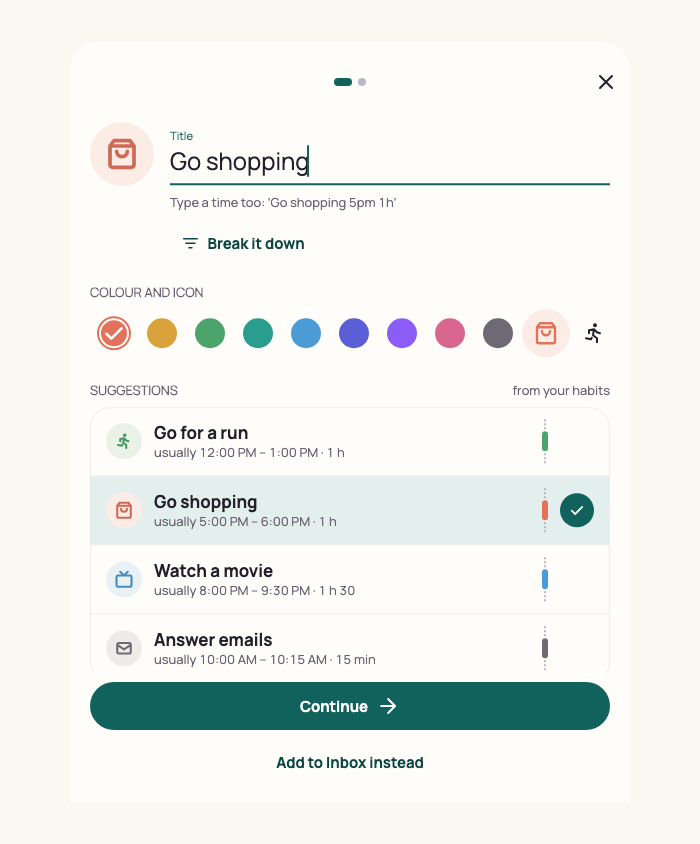 Title
Go shopping
Type a time too: 'Go shopping 5pm 1h'
Break it down
COLOUR AND ICON
SUGGESTIONS from your habits
Go for a run
usually 12:00 PM – 1:00 PM · 1 h
Go shopping
usually 5:00 PM – 6:00 PM · 1 h
Watch a movie
usually 8:00 PM – 9:30 PM · 1 h 30
Answer emails
usually 10:00 AM – 10:15 AM · 15 min
Continue
Add to Inbox instead